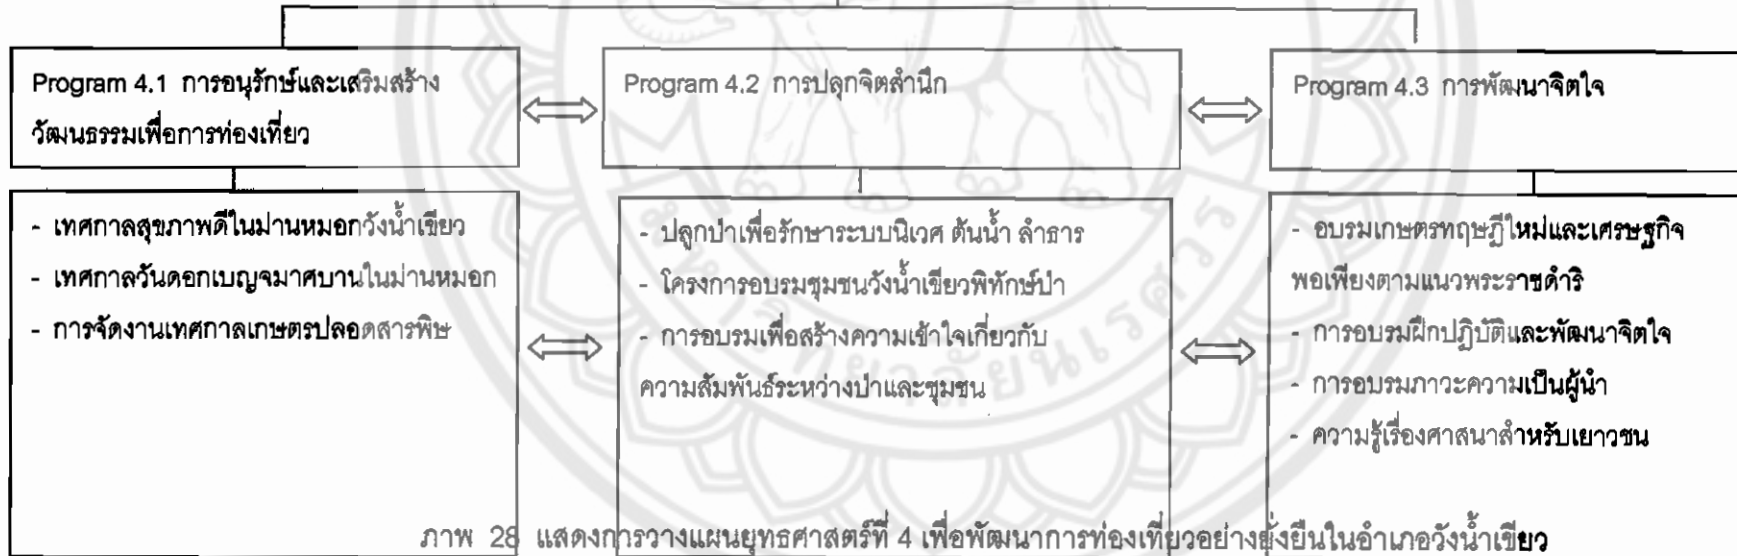 Program 4.1 การอนุรักษ์และเสริมสร้าง
วัฒนธรรมเพื่อการท่องเที่ยว
Program 4.2 การปลุกจิตสำนึก
Program 4.3 การพัฒนาจิตใจ
- เทศกาลสุขภาพดีในม่านหมอกวังน้ำเขียว
- เทศกาลวันดอกเบญจมาศบานในม่านหมอก
- การจัดงานเทศกาลเกษตรปลอดสารพิษ
- ปลูกป่าเพื่อรักษาระบบนิเวศ ต้นน้ำ ลำธาร
- โครงการอบรมชุมชนวังน้ำเขียวพิทักษ์ป่า
- การอบรมเพื่อสร้างความเข้าใจเกี่ยวกับ
ความสัมพันธ์ระหว่างป่าและชุมชน
- อบรมเกษตรทฤษฎีใหม่และเศรษฐกิจ
พอเพียงตามแนวพระราชดำริ
- การอบรมฝึกปฏิบัติและพัฒนาจิตใจ
- การอบรมภาวะความเป็นผู้นำ
- ความรู้เรื่องศาสนาสำหรับเยาวชน
ภาพ 28 แสดงการวางแผนยุทธศาสตร์ที่ 4 เพื่อพัฒนาการท่องเที่ยวอย่างยั่งยืนในอำเภอวังน้ำเขียว